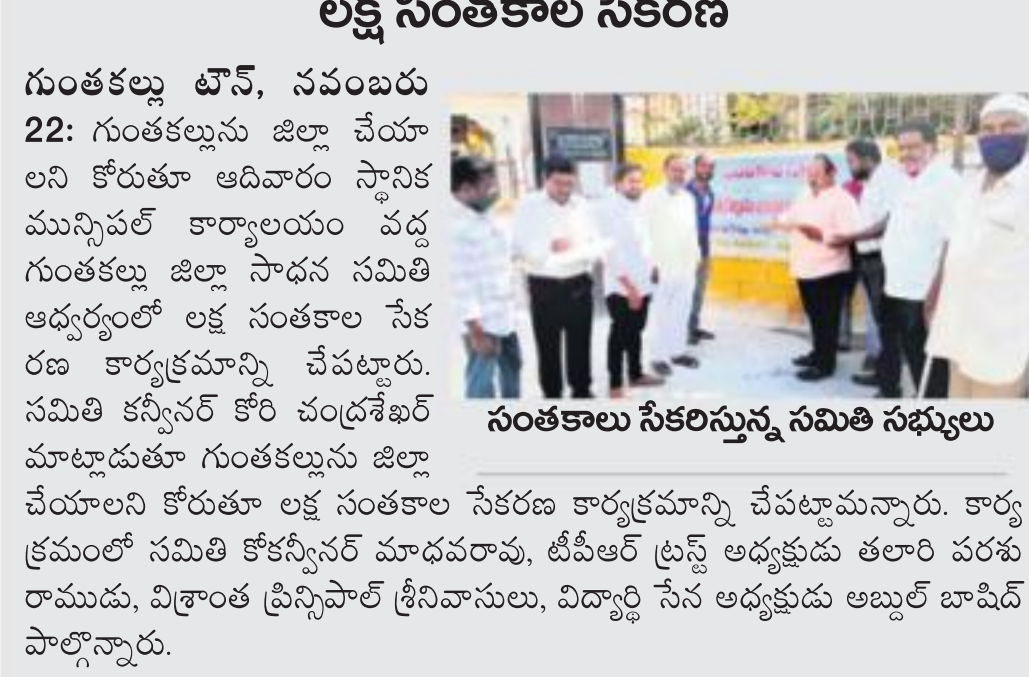 లక్ష సంతకాల సేకరణ
గుంతకల్లు టౌన్, నవంబరు
22: గుంతకల్లును జిల్లా చేయా
లని కోరుతూ ఆదివారం స్థానిక
మున్సిపల్ కార్యాలయం వద్ద
గుంతకల్లు జిల్లా సాధన సమితి
ఆధ్వర్యంలో లక్ష సంతకాల సేక
రణ కార్యక్రమాన్ని చేపట్టారు.
సమితి కన్వీనర్ కోరి చంద్రశేఖర్
మాట్లాడుతూ గుంతకల్లును జిల్లా
సంతకాలు సేకరిస్తున్న సమితి సభ్యులు
చేయాలని కోరుతూ లక్ష సంతకాల సేకరణ కార్యక్రమాన్ని చేపట్టామన్నారు. కార్య
క్రమంలో సమితి కోకన్వీనర్ మాధవరావు, టీపీఆర్ ట్రస్ట్ అధ్యక్షుడు తలారి పరశు
రాముడు, విశ్రాంత ప్రిన్సిపాల్ శ్రీనివాసులు, విద్యార్థి సేన అధ్యక్షుడు అబ్దుల్ బాషిద్
పాల్గొన్నారు.